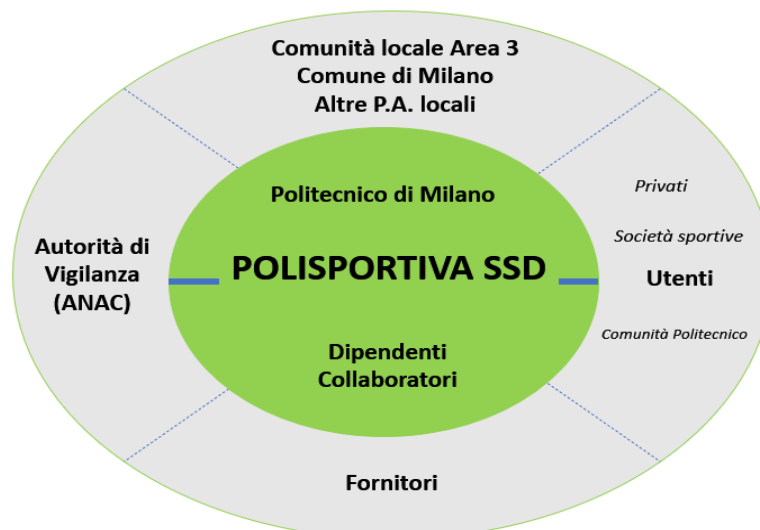 Comunità locale Area 3
Comune di Milano
Altre P.A. locali
Politecnico di Milano
POLISPORTIVA SSD
Dipendenti
Collaboratori
Autorità di
Vigilanza
(ANAC)
Privati
Società sportive
Utenti
Comunità Politecnico
Fornitori